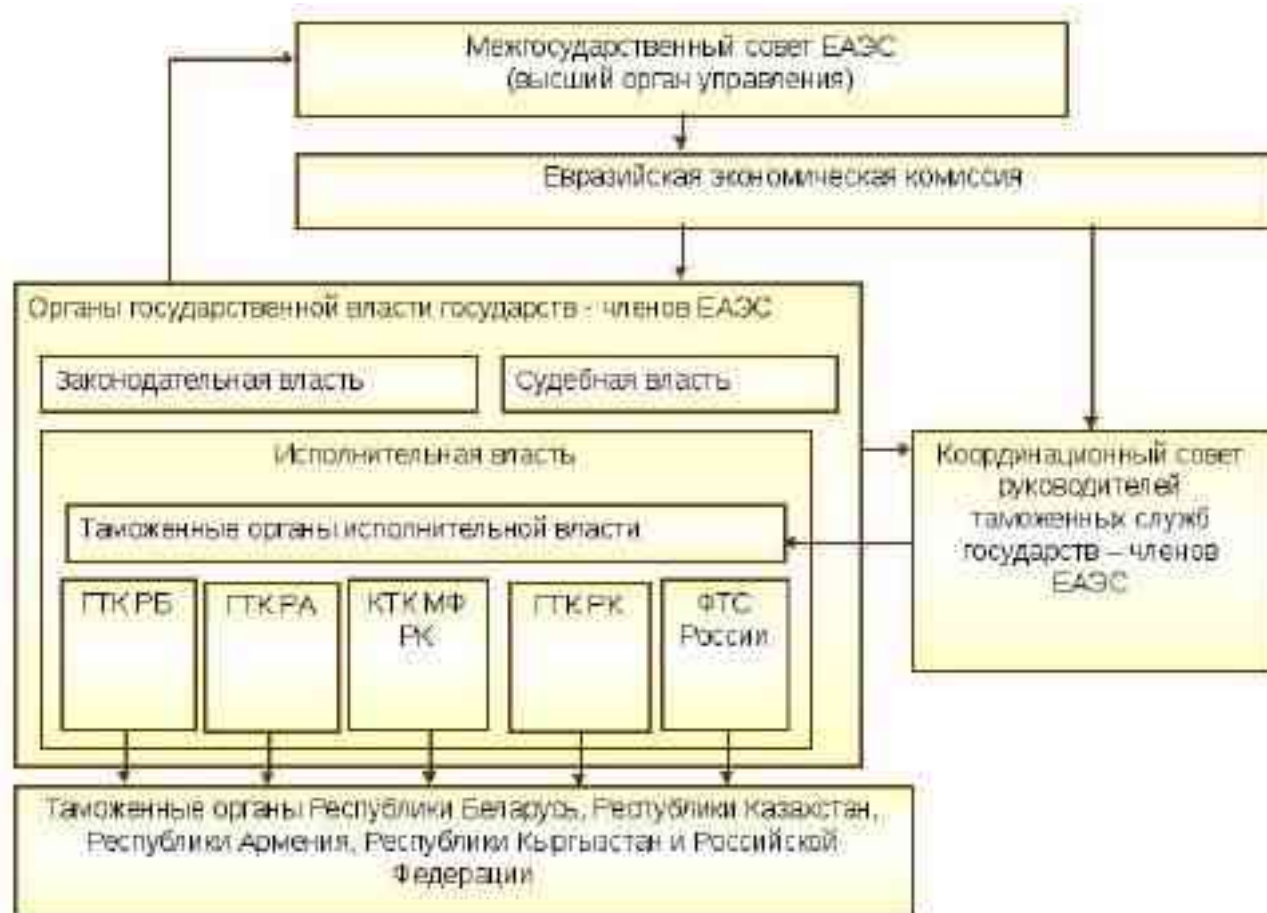 Межгосударственный совет ЕАЭС
(высший орган управления)
Евразийская экономическая комиссия
Органы государственной власти государств - членов ЕАЭС
Законодательная власть
Судебная власть
Исполнительная власть
Таможенные органы исполнительной власти
ГТК РБ
ГТК РА
КТК МФ
РК
ГТК РК
ФТС
России
Координационный совет
руководителей
таможенных служб
государств – членов
ЕАЭС
Таможенные органы Республики Беларусь, Республики Казахстан,
Республики Армения, Республики Кыргызстан и Российской
Федерации